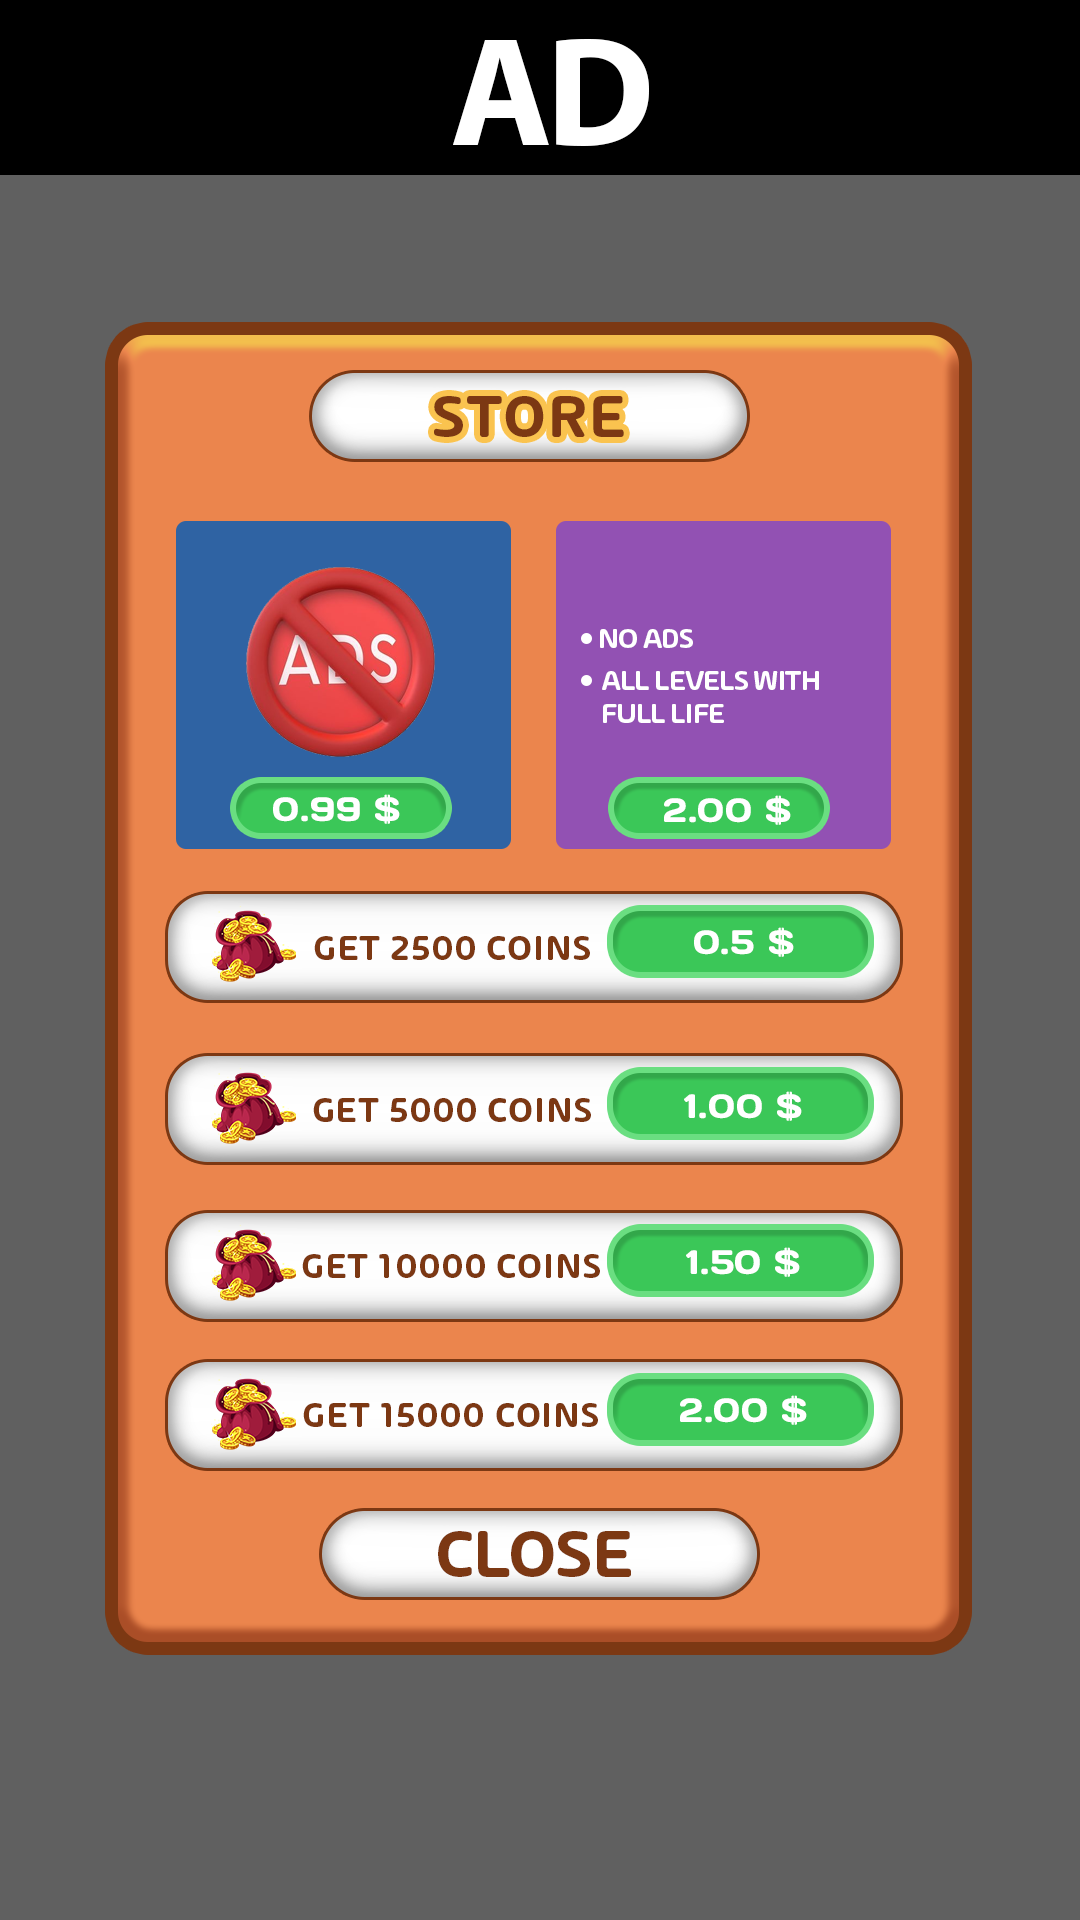 AD
STORE
ADS
0.99 $
• NO ADS
• ALL LEVELS WITH
FULL LIFE
2.00 $
GET 2500 COINS
0.5 $
GET 5000 COINS
1.00 $
GET 10000 COINS
1.50 $
GET 15000 COINS
2.00 $
CLOSE